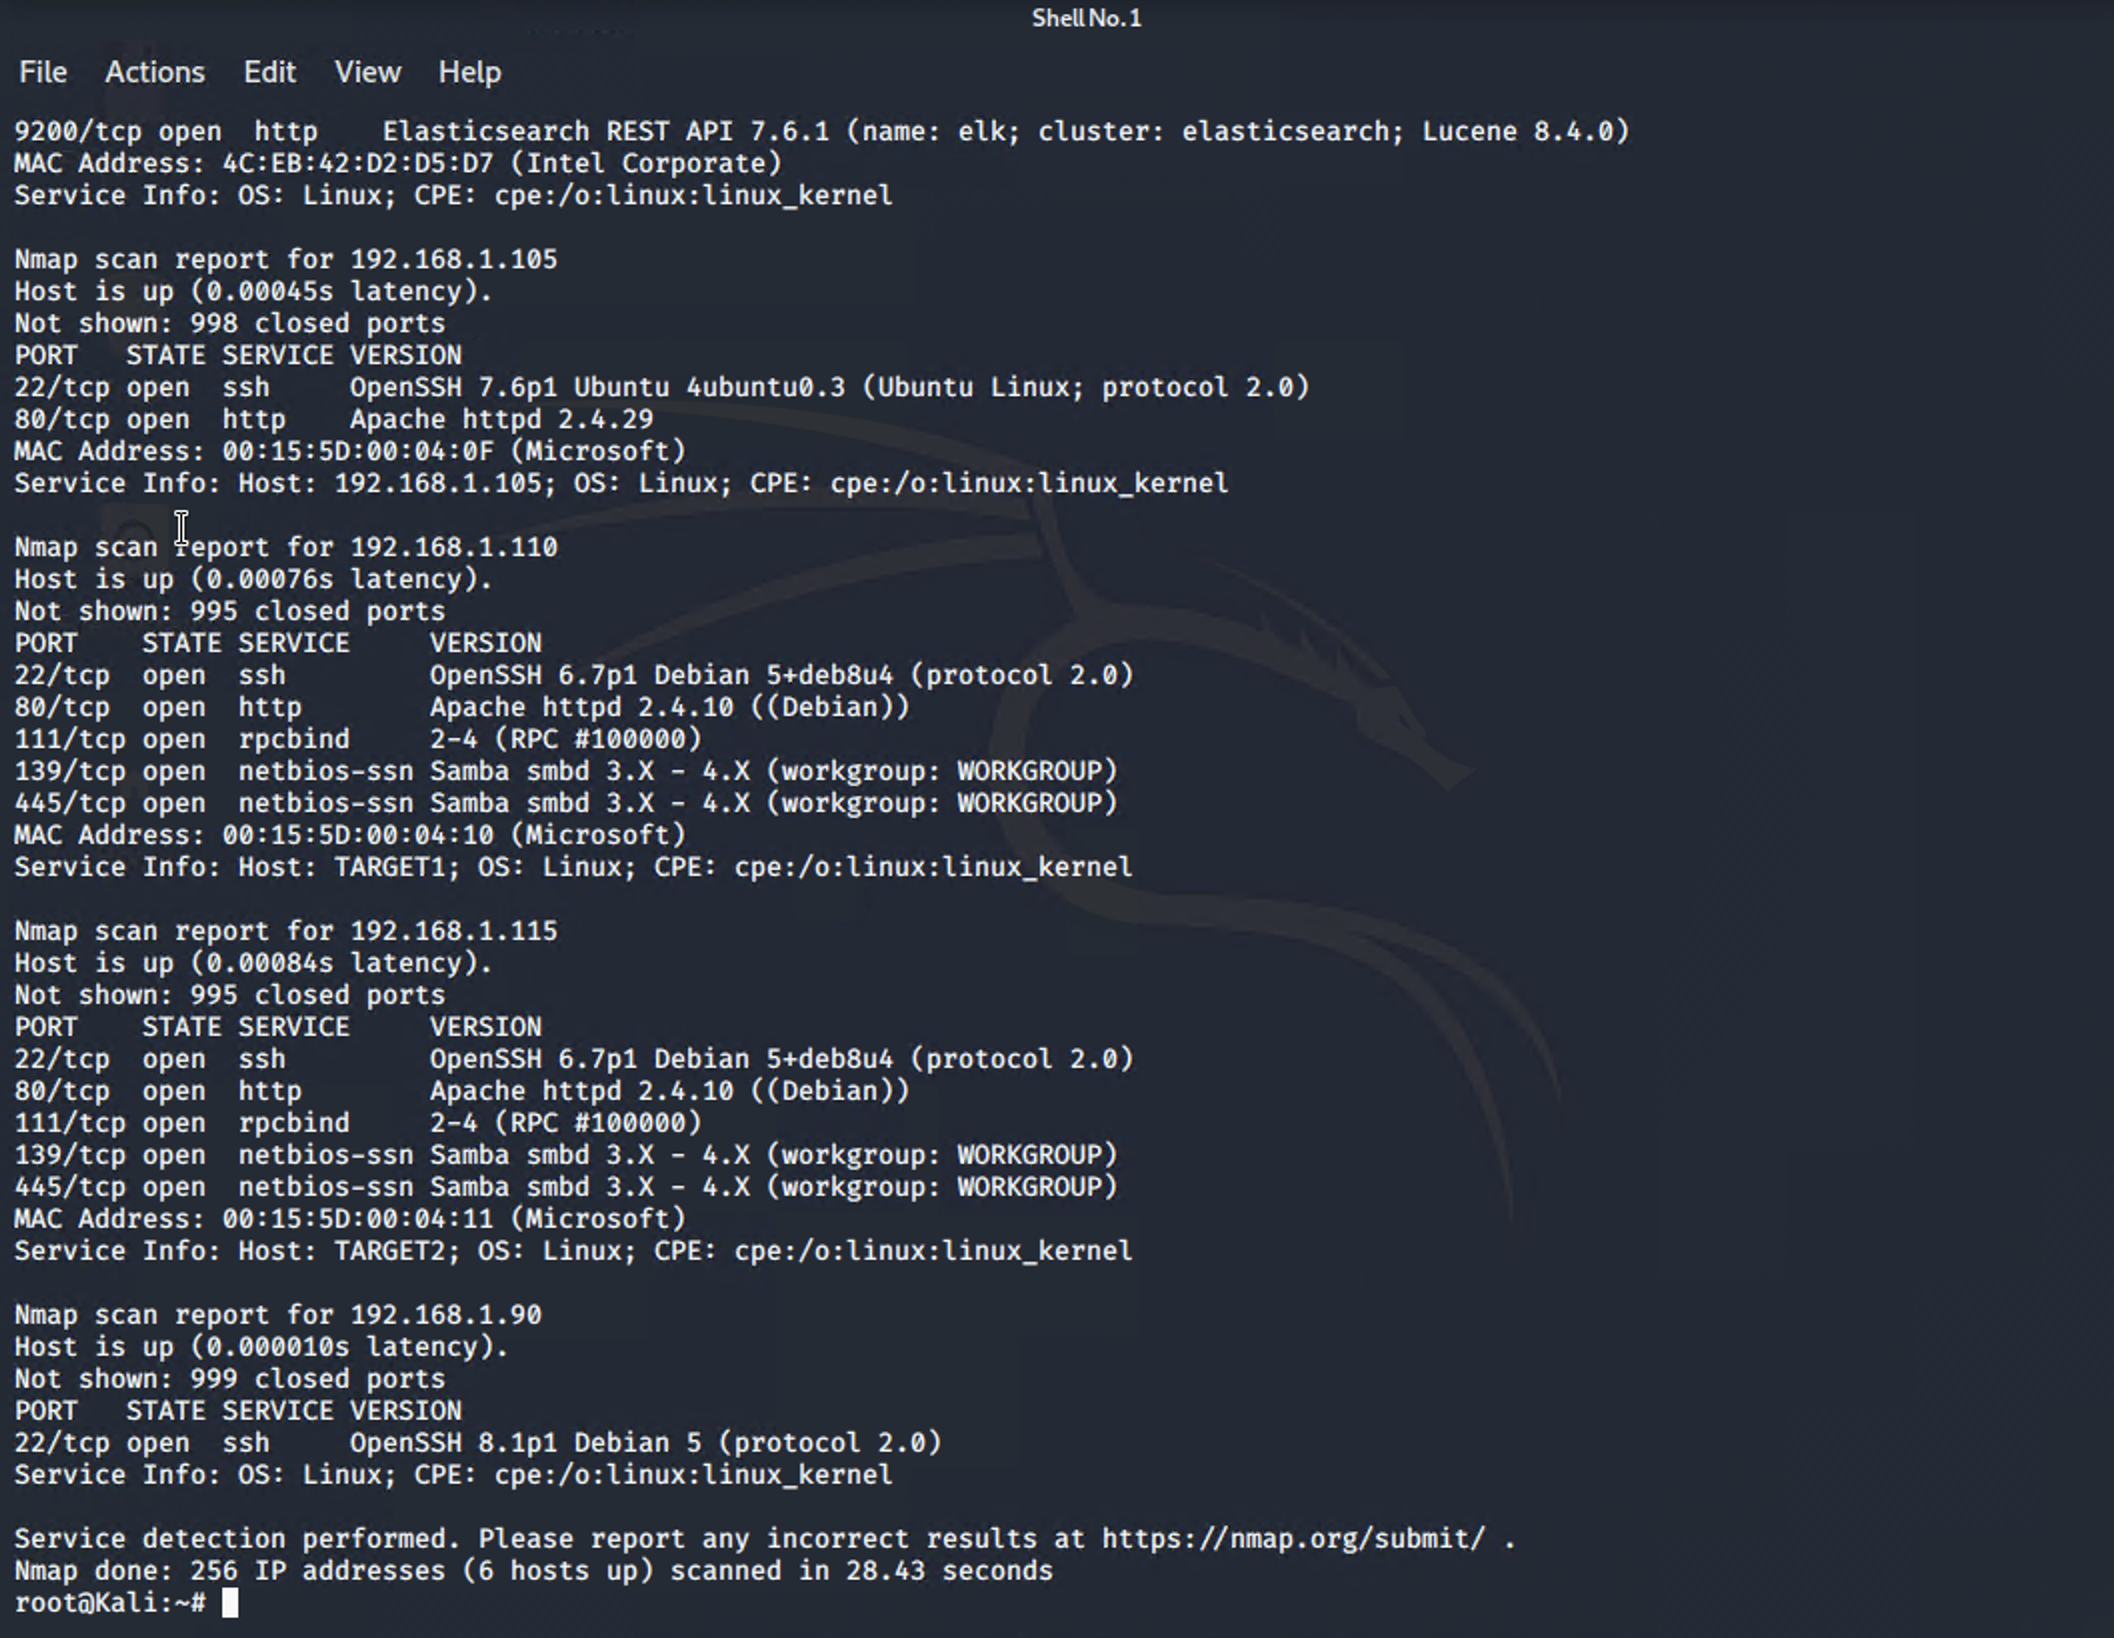 Shell No.1
File Actions Edit View Help
9200/tcp open  http    Elasticsearch REST API 7.6.1 (name: elk; cluster: elasticsearch; Lucene 8.4.0)
MAC Address: 4C:EB:42:D2:D5:D7 (Intel Corporate)
Service Info: OS: Linux; CPE: cpe:/o:linux:linux_kernel

Nmap scan report for 192.168.1.105
Host is up (0.00045s latency).
Not shown: 998 closed ports
PORT   STATE SERVICE VERSION
22/tcp open  ssh     OpenSSH 7.6p1 Ubuntu 4ubuntu0.3 (Ubuntu Linux; protocol 2.0)
80/tcp open  http    Apache httpd 2.4.29
MAC Address: 00:15:5D:00:04:0F (Microsoft)
Service Info: Host: 192.168.1.105; OS: Linux; CPE: cpe:/o:linux:linux_kernel

Nmap scan report for 192.168.1.110
Host is up (0.00076s latency).
Not shown: 995 closed ports
PORT    STATE SERVICE     VERSION
22/tcp  open  ssh         OpenSSH 6.7p1 Debian 5+deb8u4 (protocol 2.0)
80/tcp  open  http        Apache httpd 2.4.10 ((Debian))
111/tcp open  rpcbind     2-4 (RPC #100000)
139/tcp open  netbios-ssn Samba smbd 3.X - 4.X (workgroup: WORKGROUP)
445/tcp open  netbios-ssn Samba smbd 3.X - 4.X (workgroup: WORKGROUP)
MAC Address: 00:15:5D:00:04:10 (Microsoft)
Service Info: Host: TARGET1; OS: Linux; CPE: cpe:/o:linux:linux_kernel

Nmap scan report for 192.168.1.115
Host is up (0.00084s latency).
Not shown: 995 closed ports
PORT    STATE SERVICE     VERSION
22/tcp  open  ssh         OpenSSH 6.7p1 Debian 5+deb8u4 (protocol 2.0)
80/tcp  open  http        Apache httpd 2.4.10 ((Debian))
111/tcp open  rpcbind     2-4 (RPC #100000)
139/tcp open  netbios-ssn Samba smbd 3.X - 4.X (workgroup: WORKGROUP)
445/tcp open  netbios-ssn Samba smbd 3.X - 4.X (workgroup: WORKGROUP)
MAC Address: 00:15:5D:00:04:11 (Microsoft)
Service Info: Host: TARGET2; OS: Linux; CPE: cpe:/o:linux:linux_kernel

Nmap scan report for 192.168.1.90
Host is up (0.000010s latency).
Not shown: 999 closed ports
PORT   STATE SERVICE VERSION
22/tcp open  ssh     OpenSSH 8.1p1 Debian 5 (protocol 2.0)
Service Info: OS: Linux; CPE: cpe:/o:linux:linux_kernel

Service detection performed. Please report any incorrect results at https://nmap.org/submit/ .
Nmap done: 256 IP addresses (6 hosts up) scanned in 28.43 seconds
root@Kali:~#